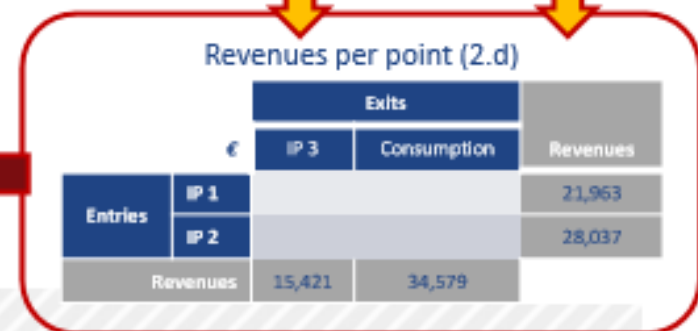 Revenues per point (2.d)
Exits
€ IP 3 Consumption Revenues
Entries IP 1 21,963
IP 2 28,037
Revenues 15,421 34,579